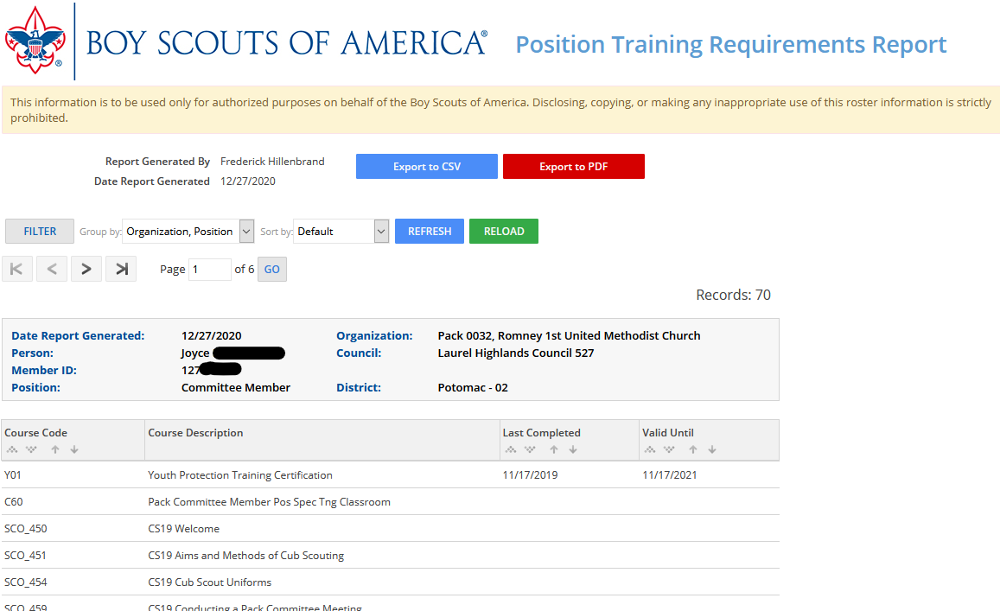 BOY SCOUTS OF AMERICA®
Position Training Requirements Report
This information is to be used only for authorized purposes on behalf of the Boy Scouts of America. Disclosing, copying, or making any inappropriate use of this roster information is strictly
prohibited.
Report Generated By Frederick Hillenbrand
Export to CSV Export to PDF
Date Report Generated 12/27/2020
FILTER Group by: Organization, Position Sort by: Default REFRESH RELOAD
Page 1 of 6 GO
Records: 70
Date Report Generated: 12/27/2020 Organization: Pack 0032, Romney 1st United Methodist Church
Person: Joyce Council: Laurel Highlands Council 527
Member ID: 127
Position: Committee Member District: Potomac - 02
Course Code Course Description Last Completed Valid Until
Y01 Youth Protection Training Certification 11/17/2019 11/17/2021
C60 Pack Committee Member Pos Spec Tng Classroom
SCO_450 CS19 Welcome
SCO_451 CS19 Aims and Methods of Cub Scouting
SCO_454 CS19 Cub Scout Uniforms
SCO_459 CS19 Conducting a Pack Committee Meeting